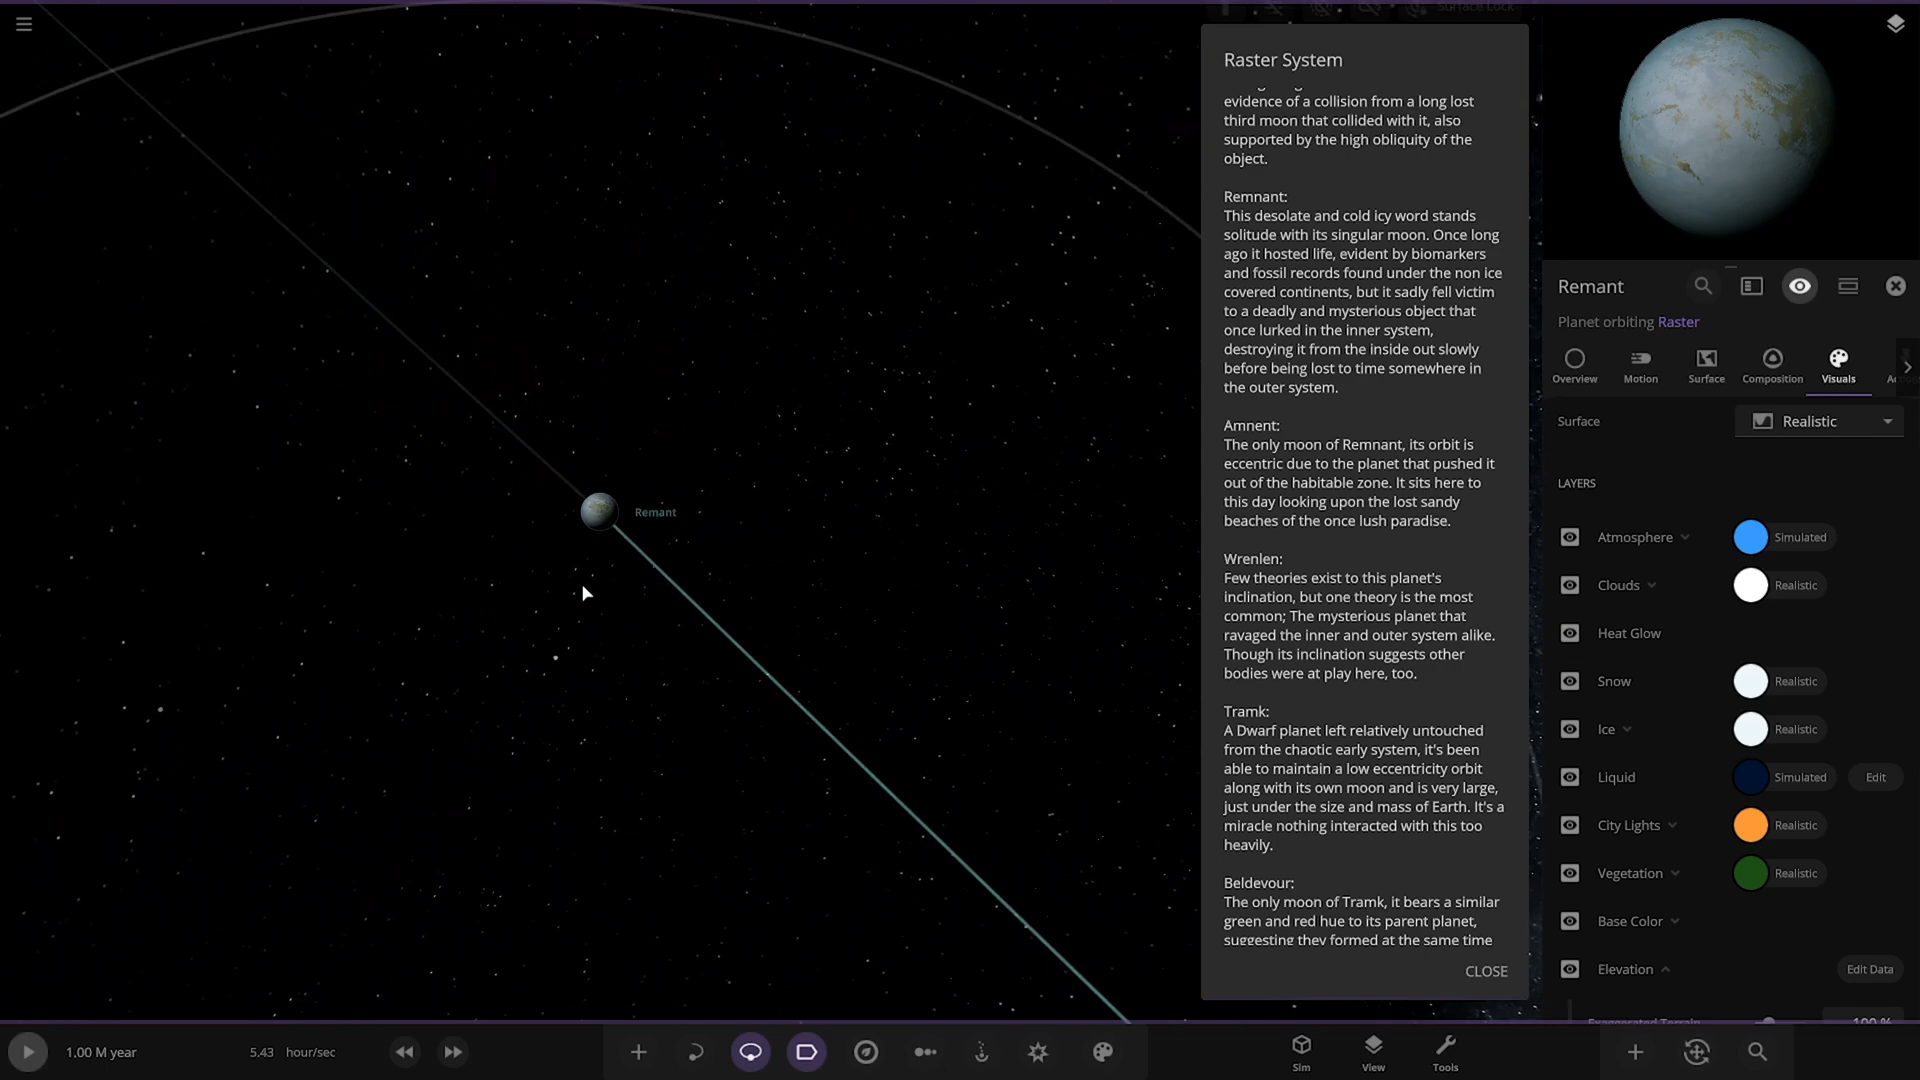 Surface Lock
Raster System
evidence of a collision from a long lost
third moon that collided with it, also
supported by the high obliquity of the
object.
Remnant:
This desolate and cold icy word stands
solitude with its singular moon. Once long
ago it hosted life, evident by biomarkers
and fossil records found under the non ice
covered continents, but it sadly fell victim
to a deadly and mysterious object that
once lurked in the inner system,
destroying it from the inside out slowly
before being lost to time somewhere in
the outer system.
Amnent:
The only moon of Remnant, its orbit is
eccentric due to the planet that pushed it
out of the habitable zone. It sits here to
this day looking upon the lost sandy
beaches of the once lush paradise.
Wrenlen:
Few theories exist to this planet's
inclination, but one theory is the most
common; The mysterious planet that
ravaged the inner and outer system alike.
Though its inclination suggests other
bodies were at play here, too.
Tramk:
A Dwarf planet left relatively untouched
from the chaotic early system, it's been
able to maintain a low eccentricity orbit
along with its own moon and is very large,
just under the size and mass of Earth. It's a
miracle nothing interacted with this too
heavily.
Beldevour:
The only moon of Tramk, it bears a similar
green and red hue to its parent planet,
suggesting they formed at the same time
CLOSE
Remant
Remant
Planet orbiting Raster
Overview
Motion
Surface
Composition
Visuals
Surface
Realistic
LAYERS
Atmosphere
Simulated
Clouds
Realistic
Heat Glow
Snow
Realistic
Ice
Realistic
Liquid
Simulated
Edit
City Lights
Realistic
Vegetation
Realistic
Base Color
Elevation
Edit Data
Exaggerated Terrain
100 %
1.00 M year
5.43 hour/sec
Sim
View
Tools